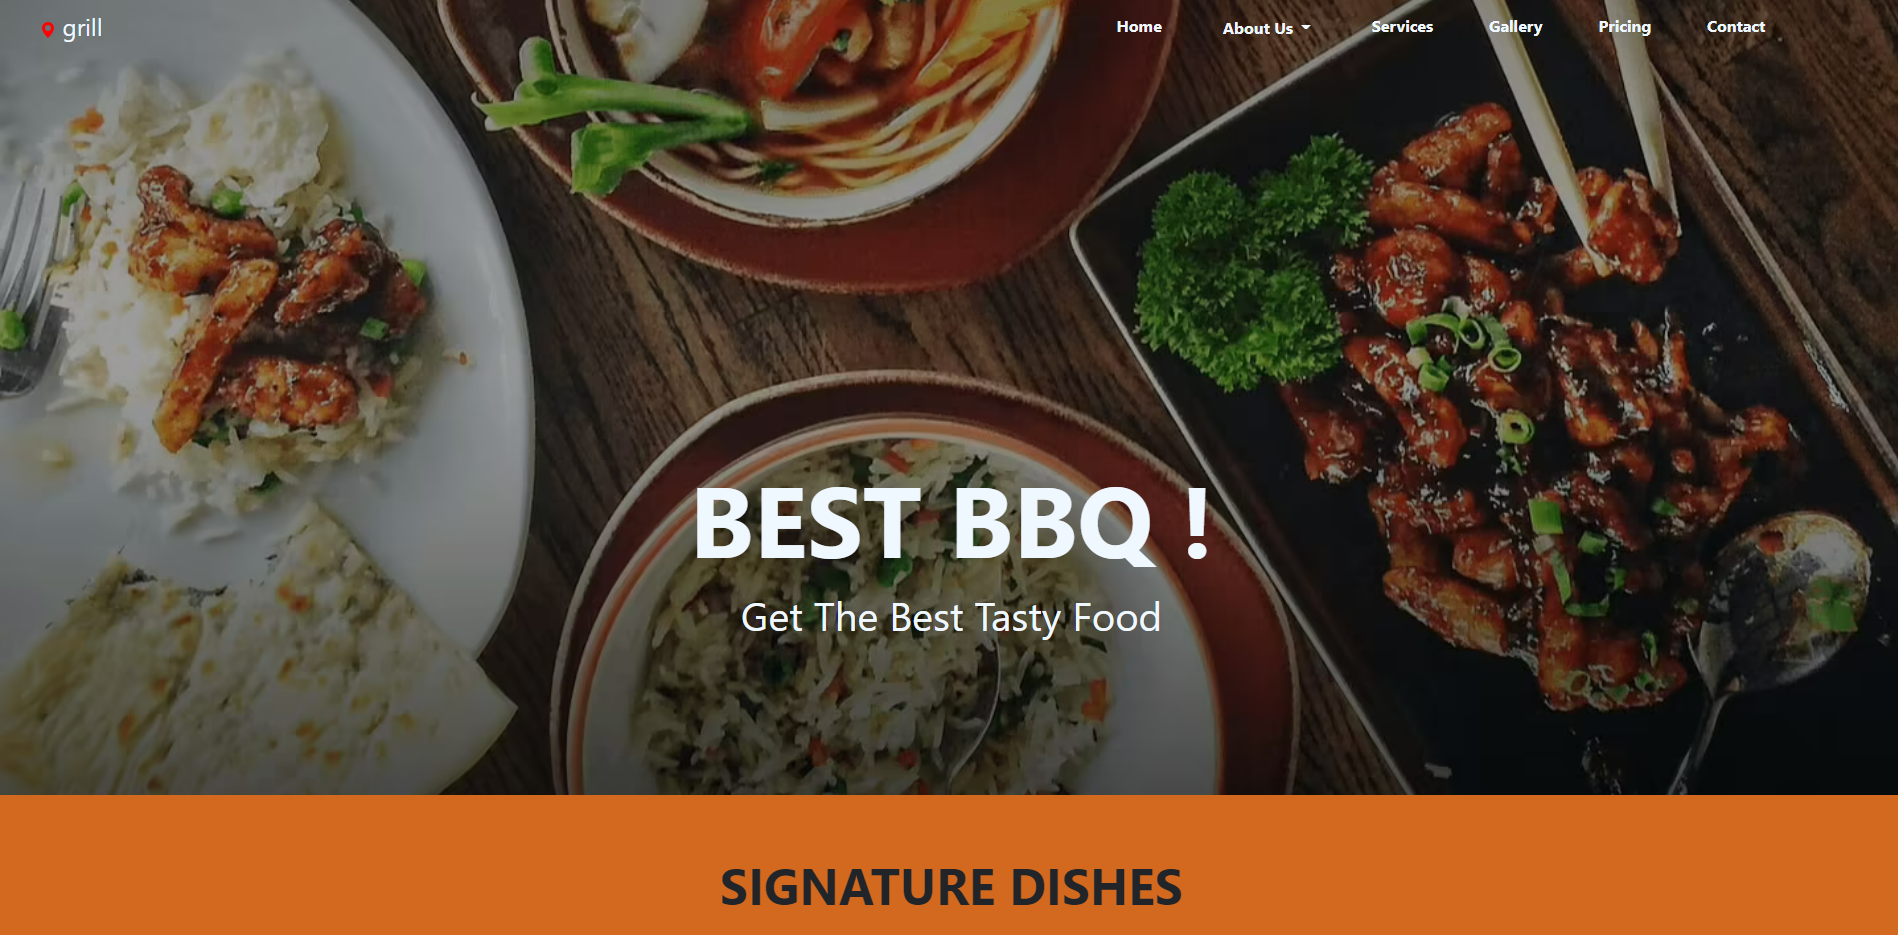 grill
Home About Us Services Gallery Pricing Contact
BEST BBQ !
Get The Best Tasty Food
SIGNATURE DISHES